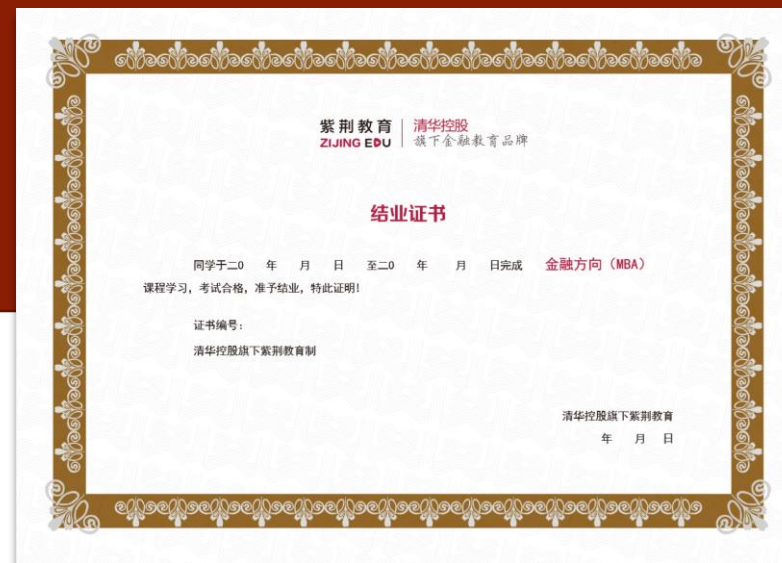 紫荆教育 清华控股
ZIJING EDU 旗下金融教育品牌
结业证书
同学于二0 年 月 日 至二0 年 月 日完成 金融方向（MBA）
课程学习，考试合格，准予结业，特此证明！
证书编号：
清华控股旗下紫荆教育制
清华控股旗下紫荆教育
年 月 日